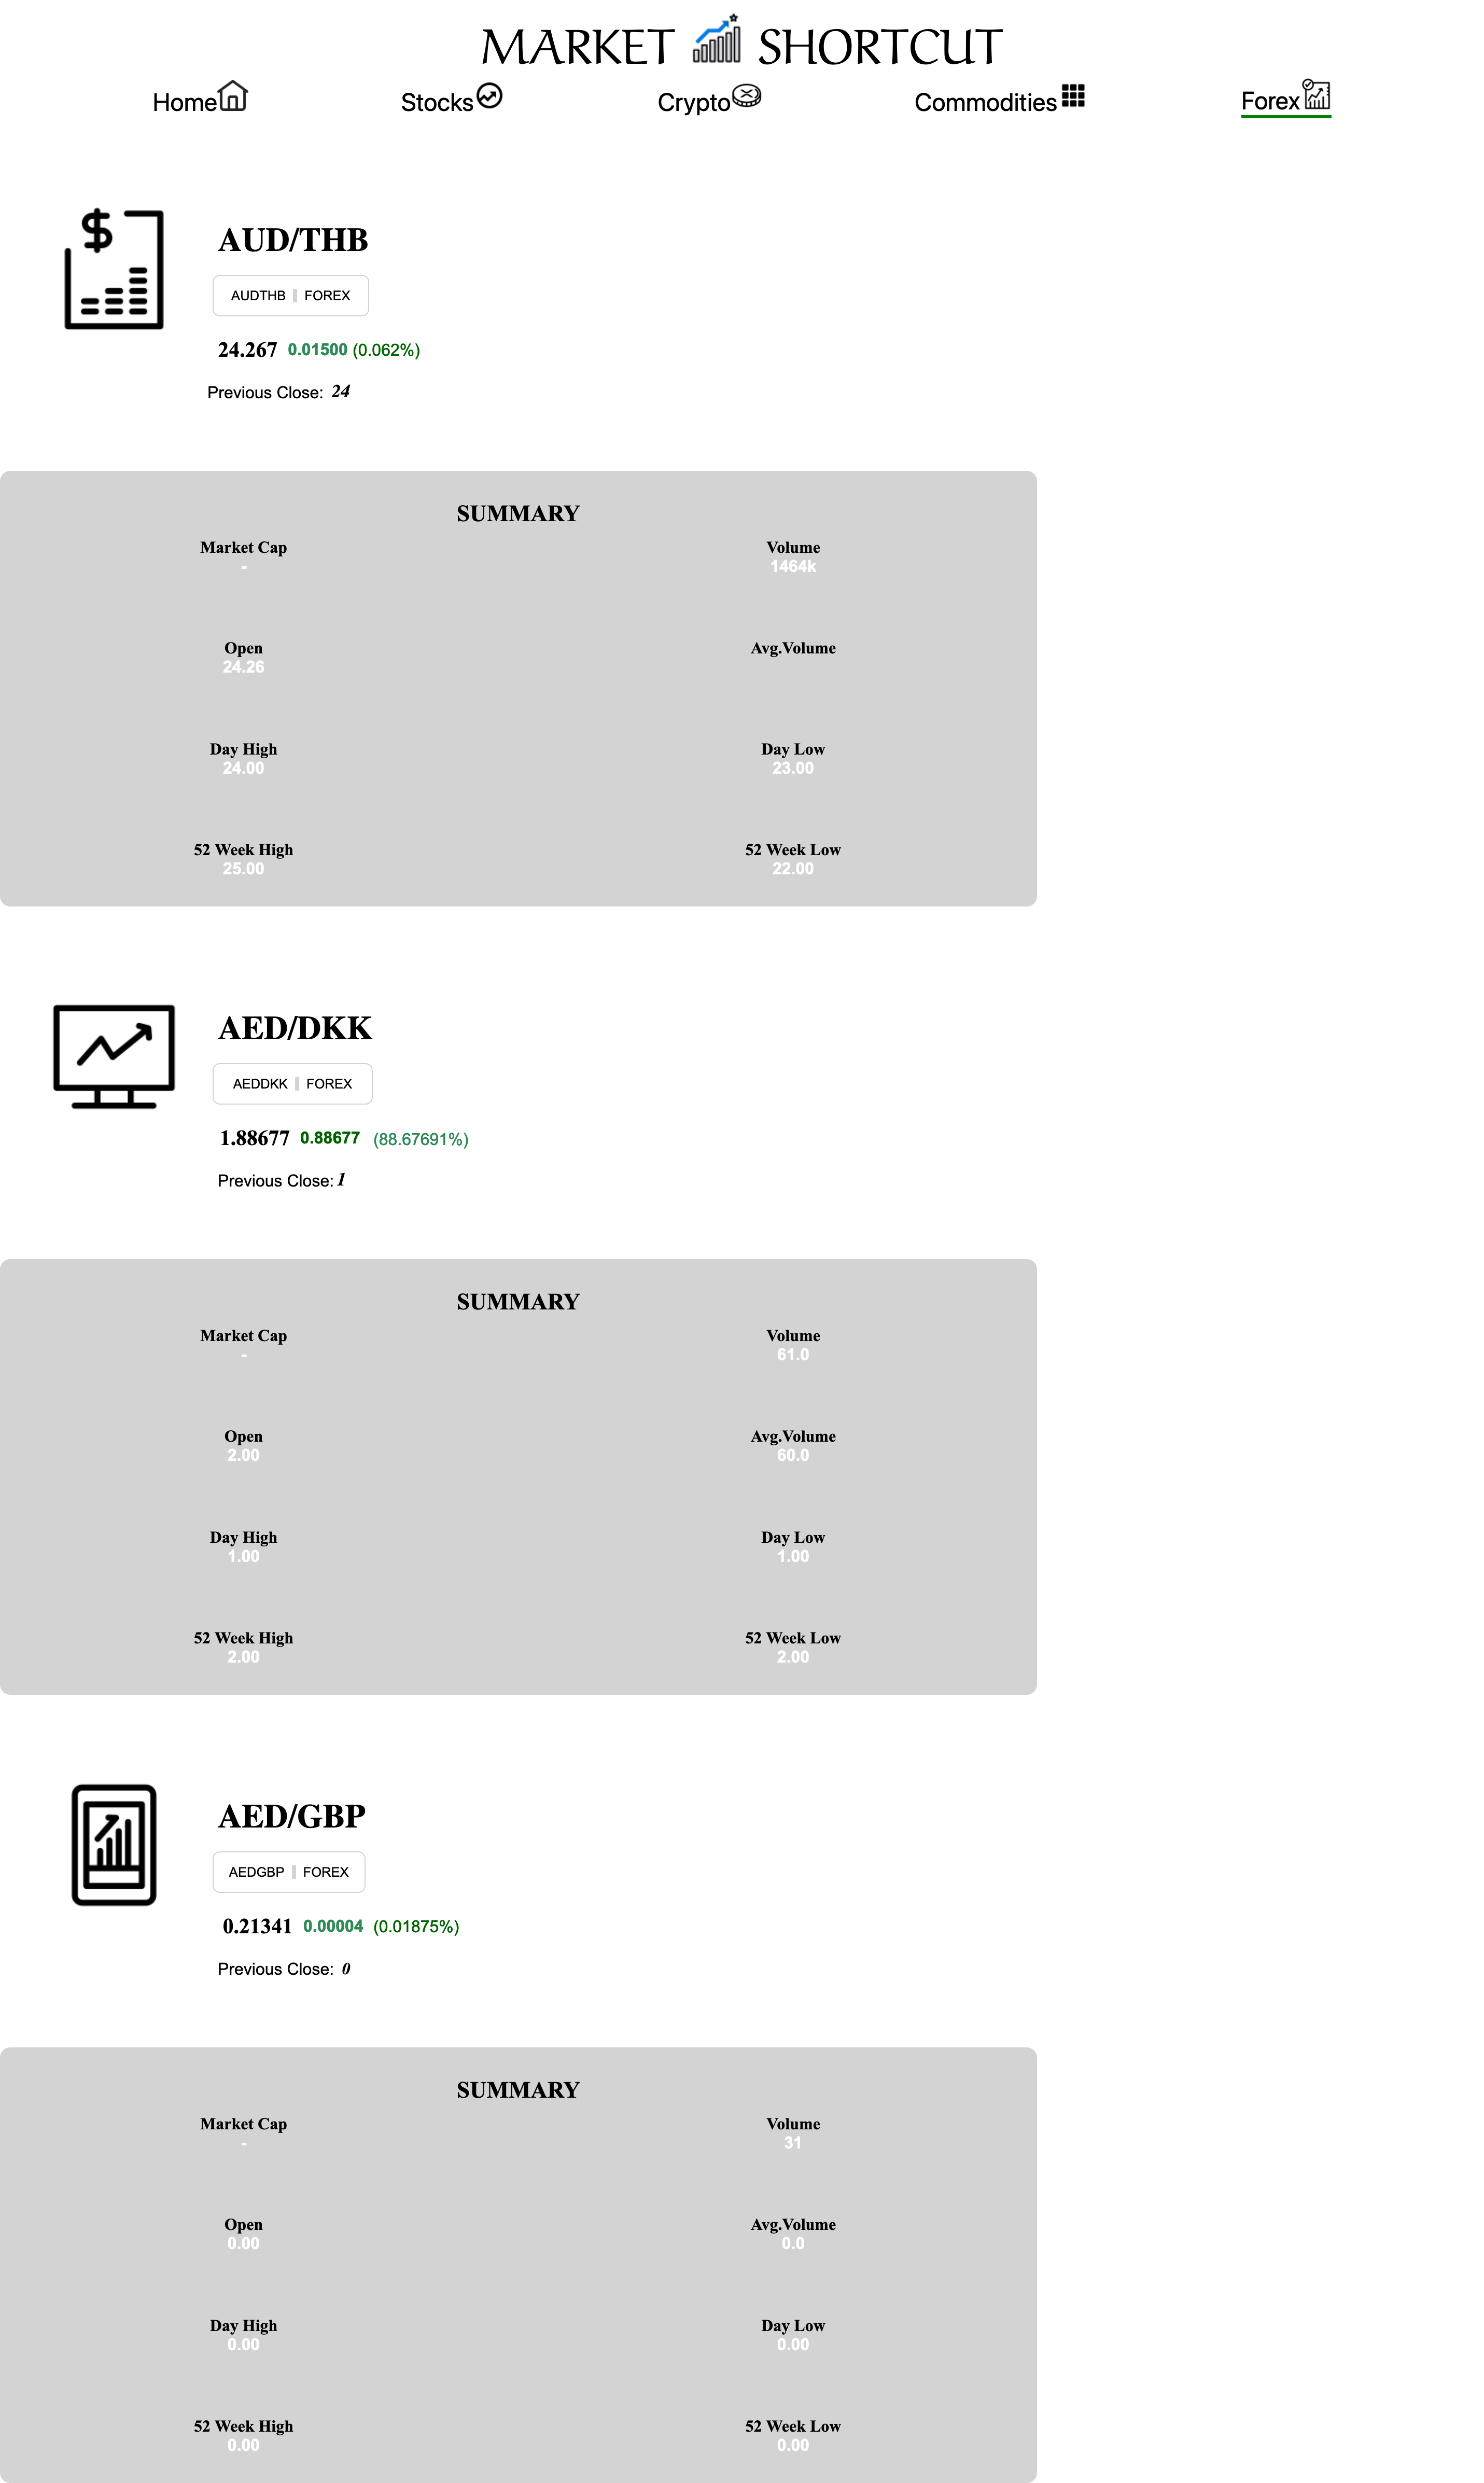 MARKET SHORTCUT
Home Stocks Crypto Commodities Forex
$
AUD/THB
AUDTHB FOREX
24.267 0.01500 (0.062%)
Previous Close: 24
SUMMARY
Market Cap Volume
- 1464k
Open Avg.Volume
24.26
Day High Day Low
24.00 23.00
52 Week High 52 Week Low
25.00 22.00
AED/DKK
AEDDKK FOREX
1.88677 0.88677 (88.67691%)
Previous Close: 1
SUMMARY
Market Cap Volume
- 61.0
Open Avg.Volume
2.00 60.0
Day High Day Low
1.00 1.00
52 Week High 52 Week Low
2.00 2.00
AED/GBP
AEDGBP FOREX
0.21341 0.00004 (0.01875%)
Previous Close: 0
SUMMARY
Market Cap Volume
- 31
Open Avg.Volume
0.00 0.0
Day High Day Low
0.00 0.00
52 Week High 52 Week Low
0.00 0.00